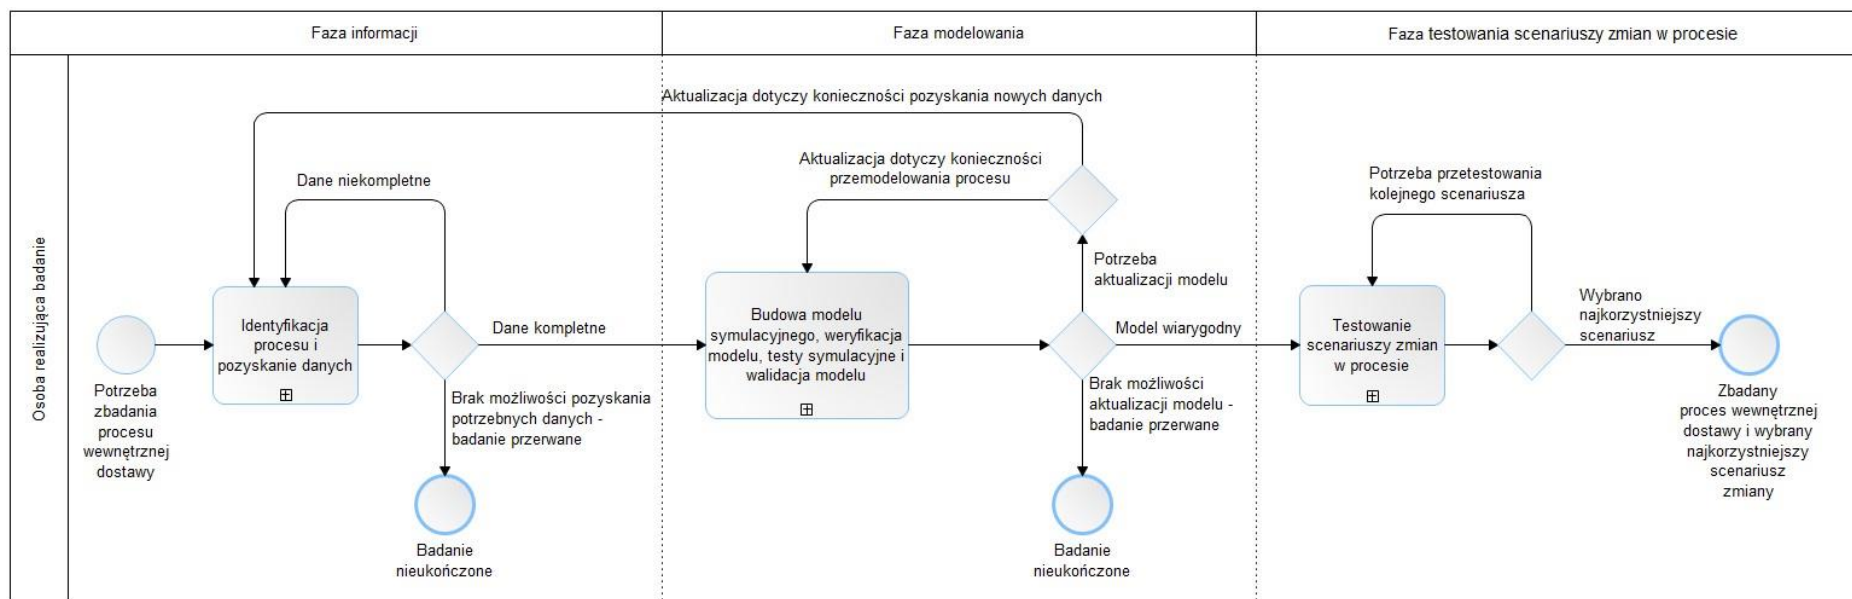 Faza informacji
Faza modelowania
Faza testowania scenariuszy zmian w procesie
Osoba realizująca badanie
Aktualizacja dotyczy konieczności pozyskania nowych danych
Aktualizacja dotyczy konieczności
przemodelowania procesu
Dane niekompletne
Potrzeba przetestowania
kolejnego scenariusza
Potrzeba
aktualizacji modelu
Potrzeba
zbadania
procesu
wewnętrznej
dostawy
Identyfikacja
procesu i
pozyskanie danych
Dane kompletne
Brak możliwości pozyskania
potrzebnych danych -
badanie przerwane
Badanie
nieukończone
Budowa modelu
symulacyjnego, weryfikacja
modelu, testy symulacyjne i
walidacja modelu
Model wiarygodny
Brak możliwości
aktualizacji modelu -
badanie przerwane
Badanie
nieukończone
Testowanie
scenariuszy zmian
w procesie
Wybrano
najkorzystniejszy
scenariusz
Zbadany
proces wewnętrznej
dostawy i wybrany
najkorzystniejszy
scenariusz
zmiany